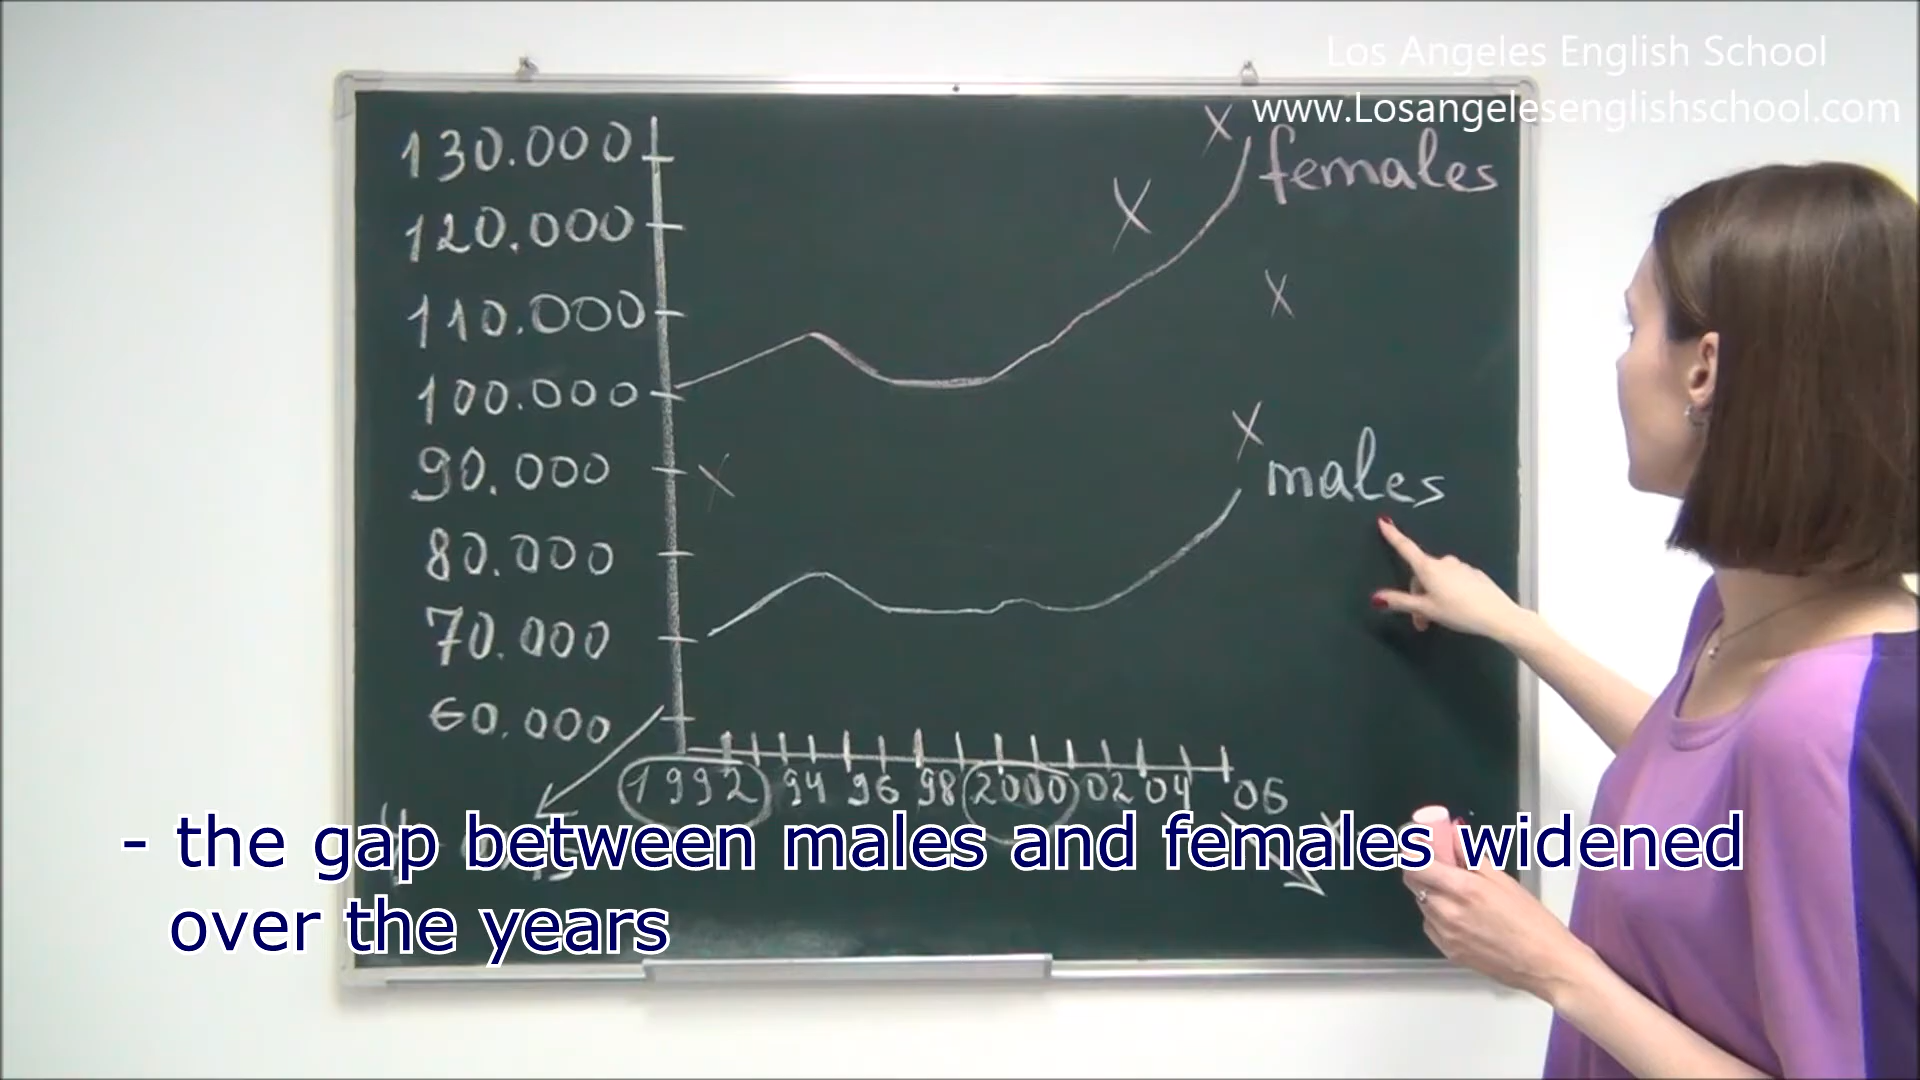 Los Angeles English School
www.Losangelesenglishschool.com
130.000
females
120.000
110.000
100.000
90.000
males
80.000
70.000
60.000
1992 94 96 98 2000 02 04 06
- the gap between males and females widened
over the years